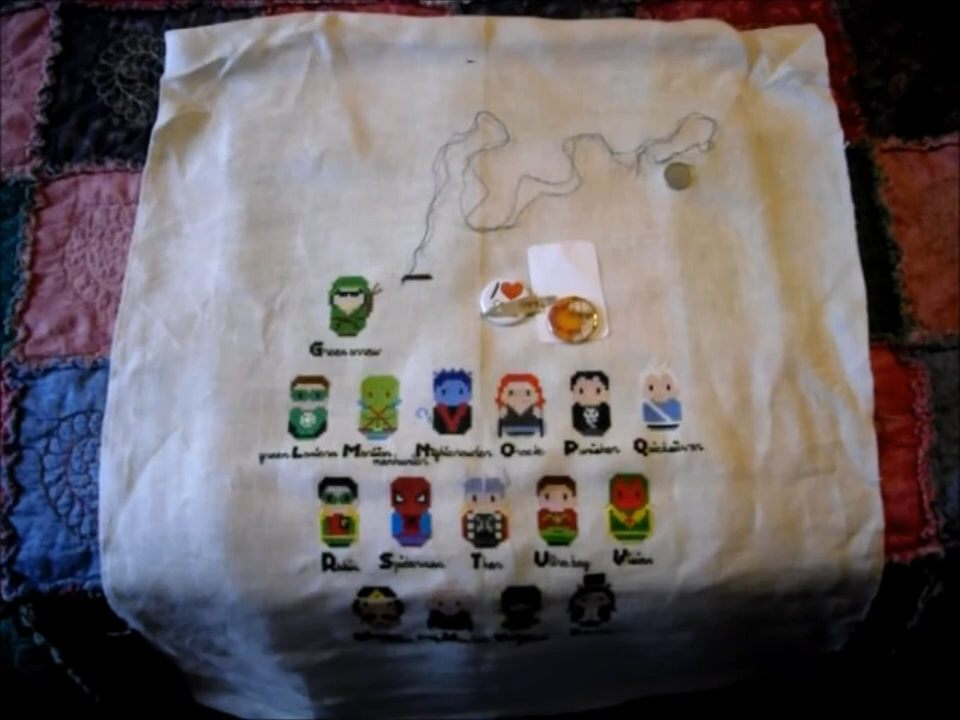 I
Green arrow
green Lantern Martian Nightcrawler Oracle Punisher Quicksilver
manhunter
Robin Spiderman Thor Ultra boy Vision